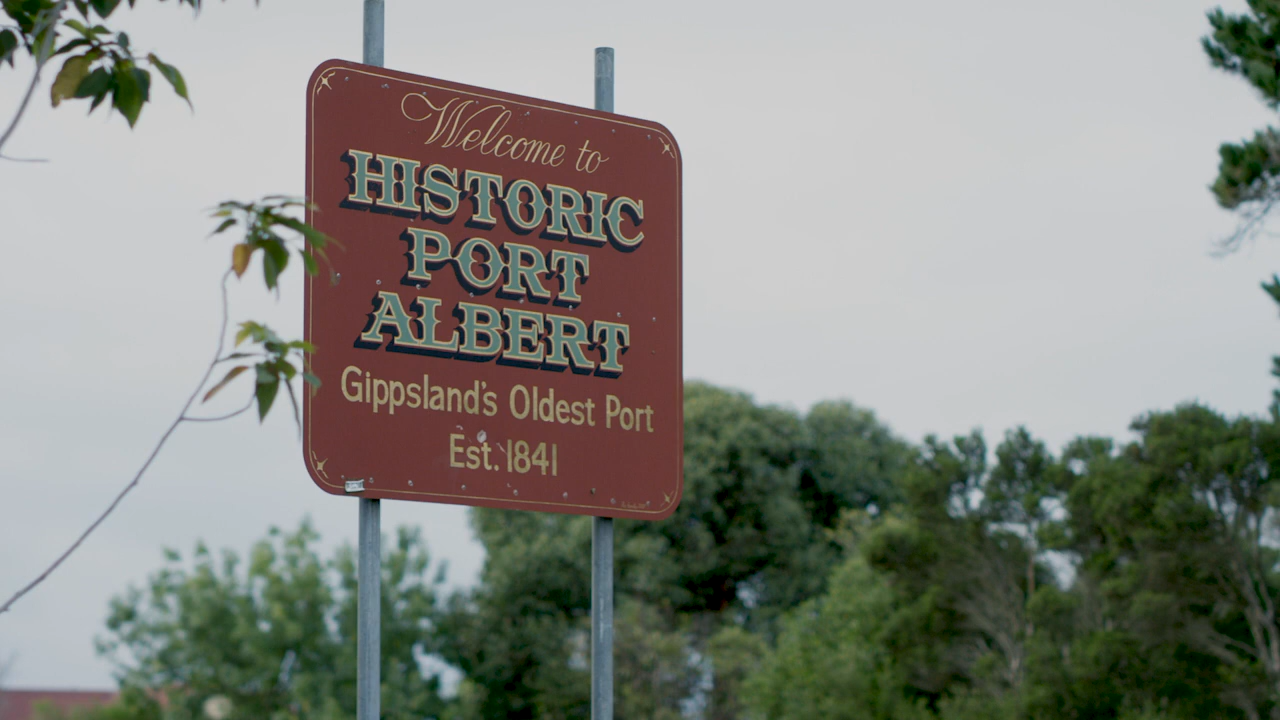 Welcome to
HISTORIC
PORT
ALBERT
Gippsland's Oldest Port
Est. 1841